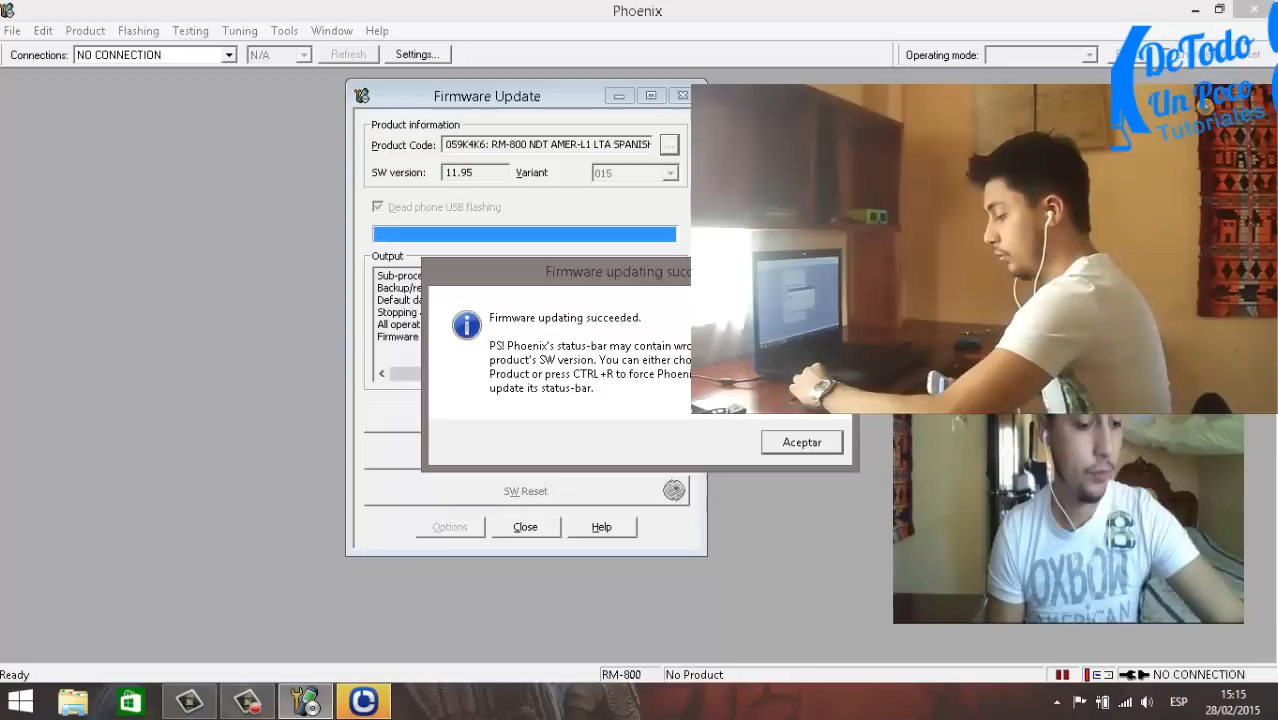 Phoenix
File Edit Product Flashing Testing Tuning Tools Window Help
Connections: NO CONNECTION N/A Refresh Settings... Operating mode:
DeTodo
Un Poco
Tutoriales
Firmware Update
Product information
Product Code: 059K4K6: RM-800 NDT AMER-L1 LTA SPANISH ...
SW version: 11.95 Variant 015
Dead phone USB flashing
Output
Sub-proce
Backup/re
Default da
Stopping
All operat
Firmware
Firmware updating succ
Firmware updating succeeded.
PS! Phoenix's status-bar may contain wro
product's SW version. You can either cho
Product or press CTRL+R to force Phoeni
update its status-bar.
Aceptar
SW Reset
Options Close Help
OXBOW
AMERICAN
Ready RM-800 No Product NO CONNECTION
ESP 15:15
28/02/2015